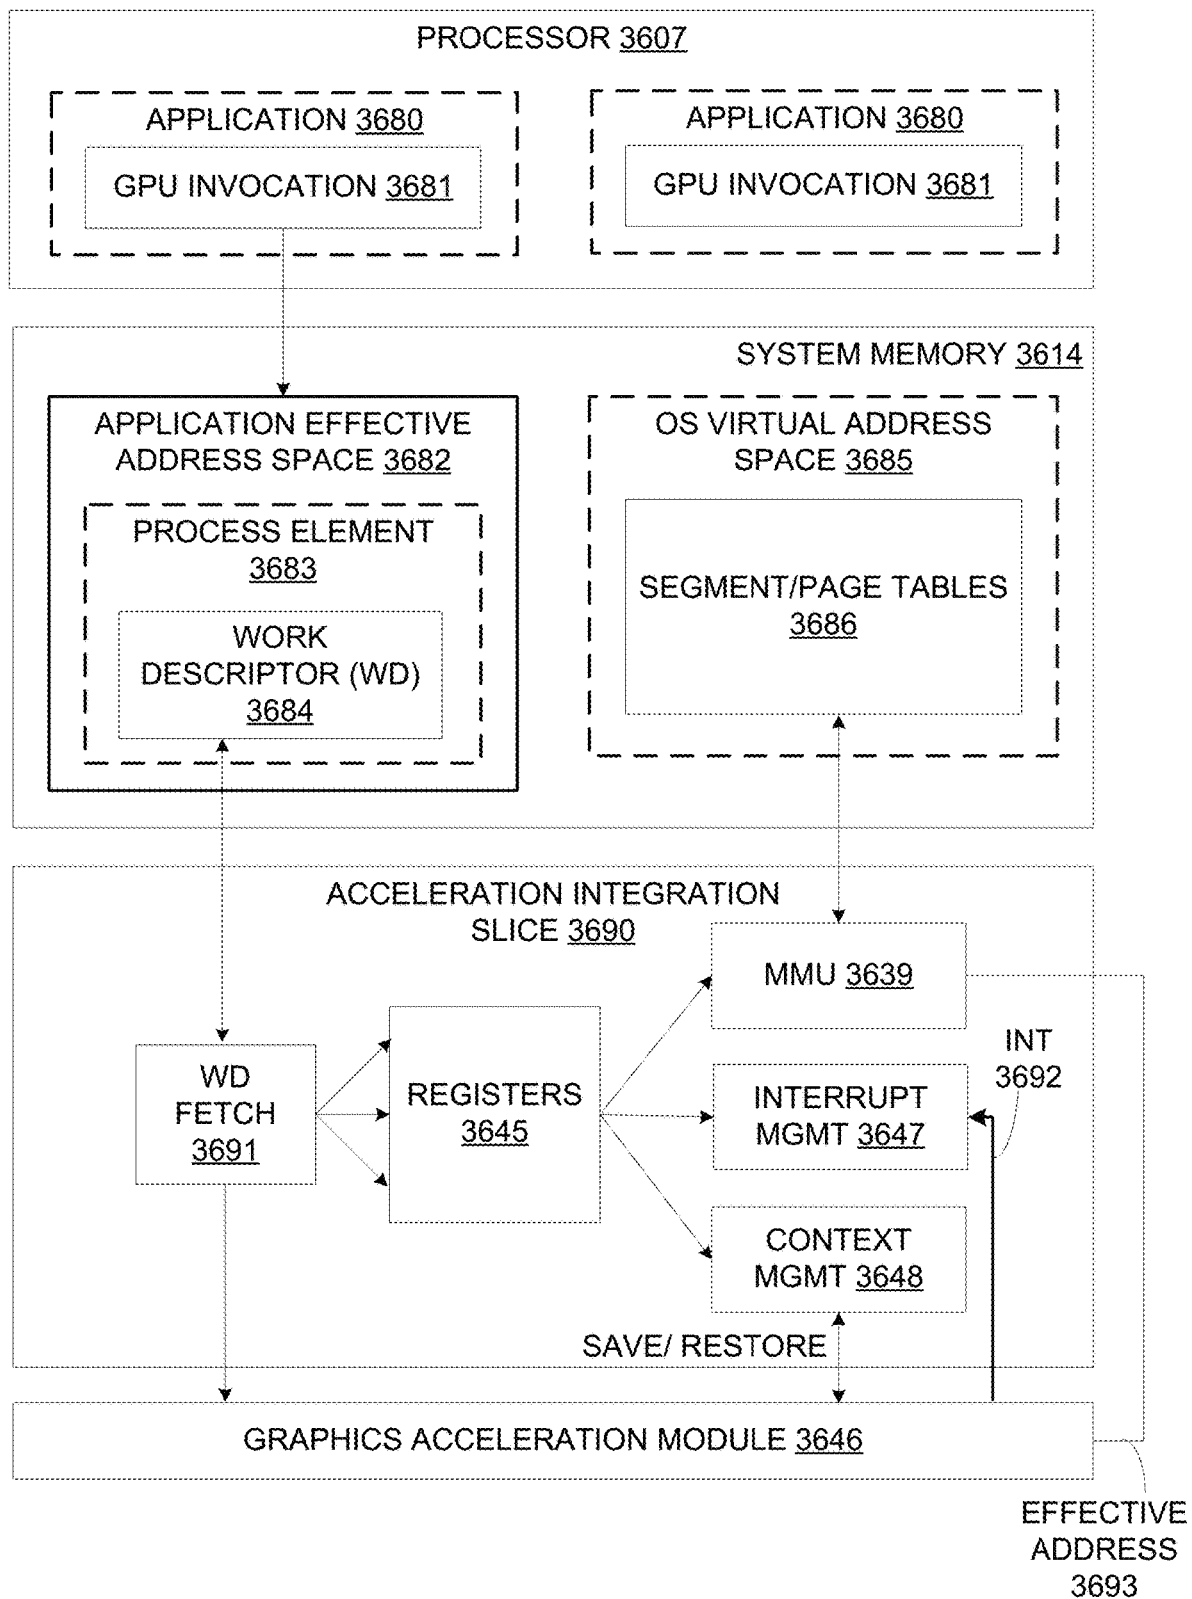 PROCESSOR 3607
APPLICATION 3680
GPU INVOCATION 3681
APPLICATION 3680
GPU INVOCATION 3681
SYSTEM MEMORY 3614
APPLICATION EFFECTIVE
ADDRESS SPACE 3682
PROCESS ELEMENT
3683
WORK
DESCRIPTOR (WD)
3684
OS VIRTUAL ADDRESS
SPACE 3685
SEGMENT/PAGE TABLES
3686
ACCELERATION INTEGRATION
SLICE 3690
MMU 3639
WD
FETCH
3691
REGISTERS
3645
INTERRUPT
MGMT 3647
INT
3692
CONTEXT
MGMT 3648
SAVE/ RESTORE
GRAPHICS ACCELERATION MODULE 3646
EFFECTIVE
ADDRESS
3693